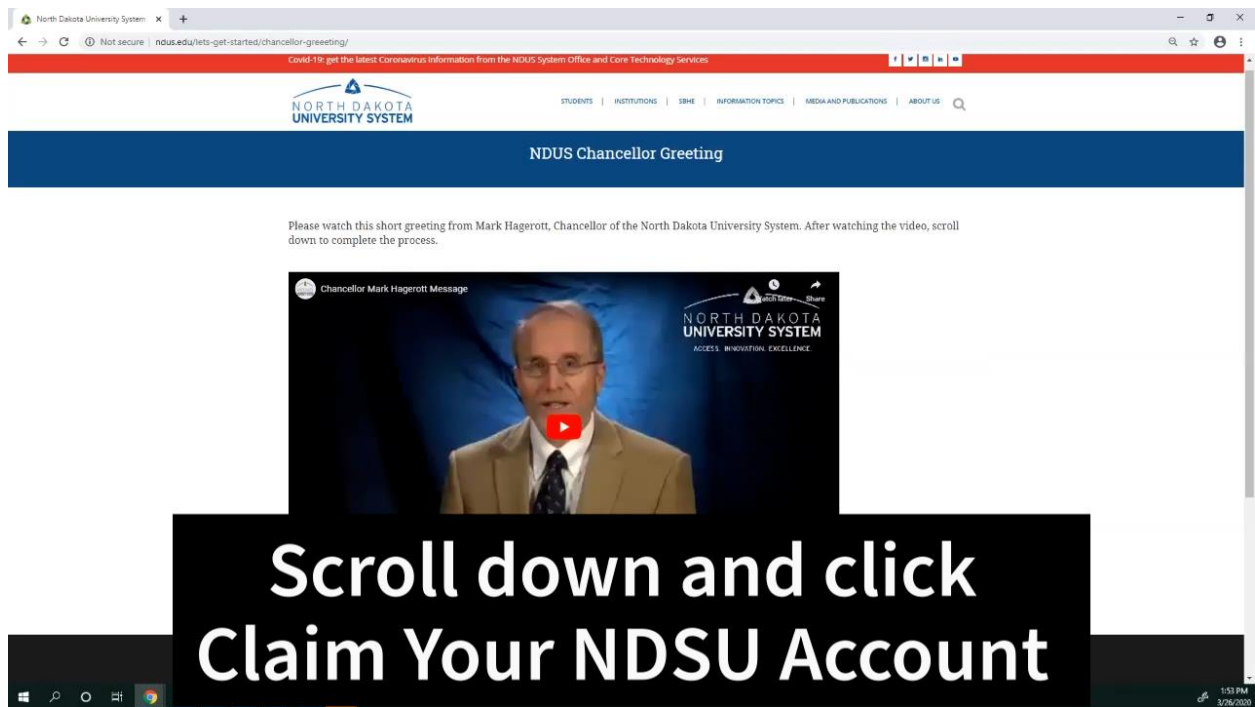 North Dakota University System
Not secure | ndus.edu/lets-get-started/chancellor-greeeting/
Covid-19: get the latest Coronavirus Information from the NDUS System Office and Core Technology Services
NORTH DAKOTA
UNIVERSITY SYSTEM
STUDENTS | INSTITUTIONS | SBHE | INFORMATION TOPICS | MEDIA AND PUBLICATIONS | ABOUT US
NDUS Chancellor Greeting
Please watch this short greeting from Mark Hagerott, Chancellor of the North Dakota University System. After watching the video, scroll
down to complete the process.
Chancellor Mark Hagerott Message
Watch later Share
NORTH DAKOTA
UNIVERSITY SYSTEM
ACCESS. INNOVATION. EXCELLENCE.
Scroll down and click
Claim Your NDSU Account
1:53 PM
3/26/2020